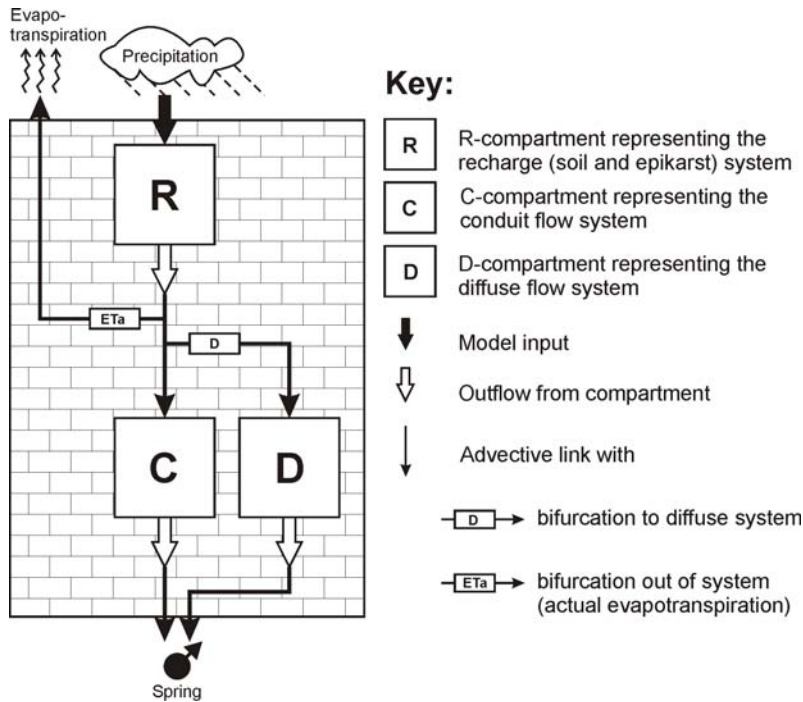 Evapo-
transpiration
Precipitation
R
ETa
D
C
D
Spring
Key:
R
R-compartment representing the
recharge (soil and epikarst) system
C
C-compartment representing the
conduit flow system
D
D-compartment representing the
diffuse flow system
Model input
Outflow from compartment
Advective link with
D
bifurcation to diffuse system
ETa
bifurcation out of system
(actual evapotranspiration)